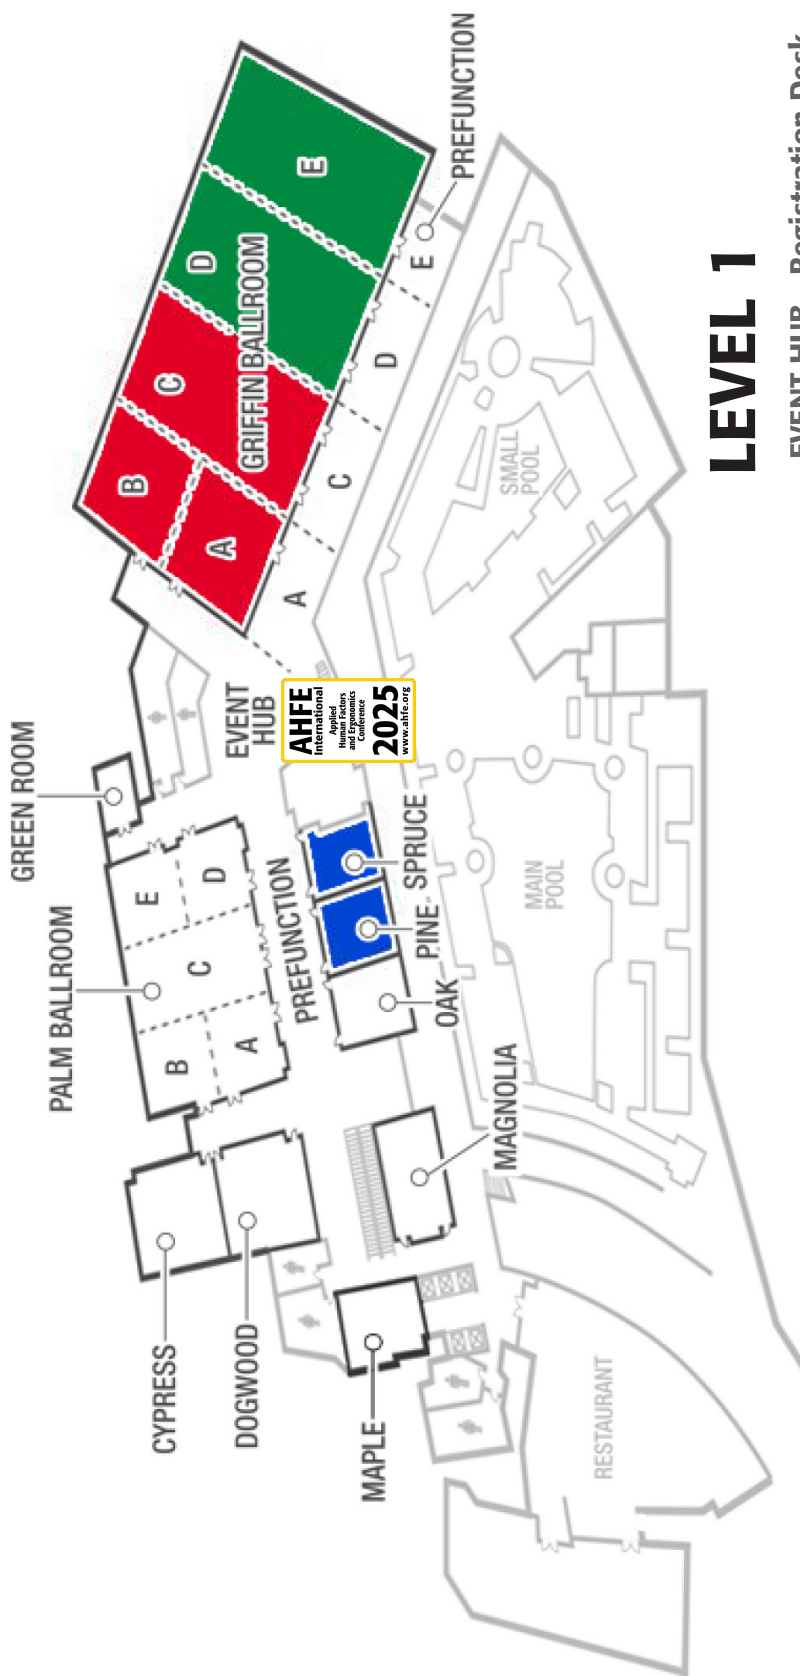 CYPRESS
DOGWOOD
MAPLE
RESTAURANT
PALM BALLROOM
B
A
C
E
D
GREEN ROOM
PREFUNCTION
OAK
PINE
SPRUCE
MAGNOLIA
MAIN
POOL
EVENT
HUB
AHFE
International
Applied
Human Factors
and Ergonomics
Conference
2025
www.ahfe.org
B
A
C
D
E
GRIFFIN BALLROOM
A
C
D
E
PREFUNCTION
SMALL
POOL
LEVEL 1
EVENT HUB Registration Desk